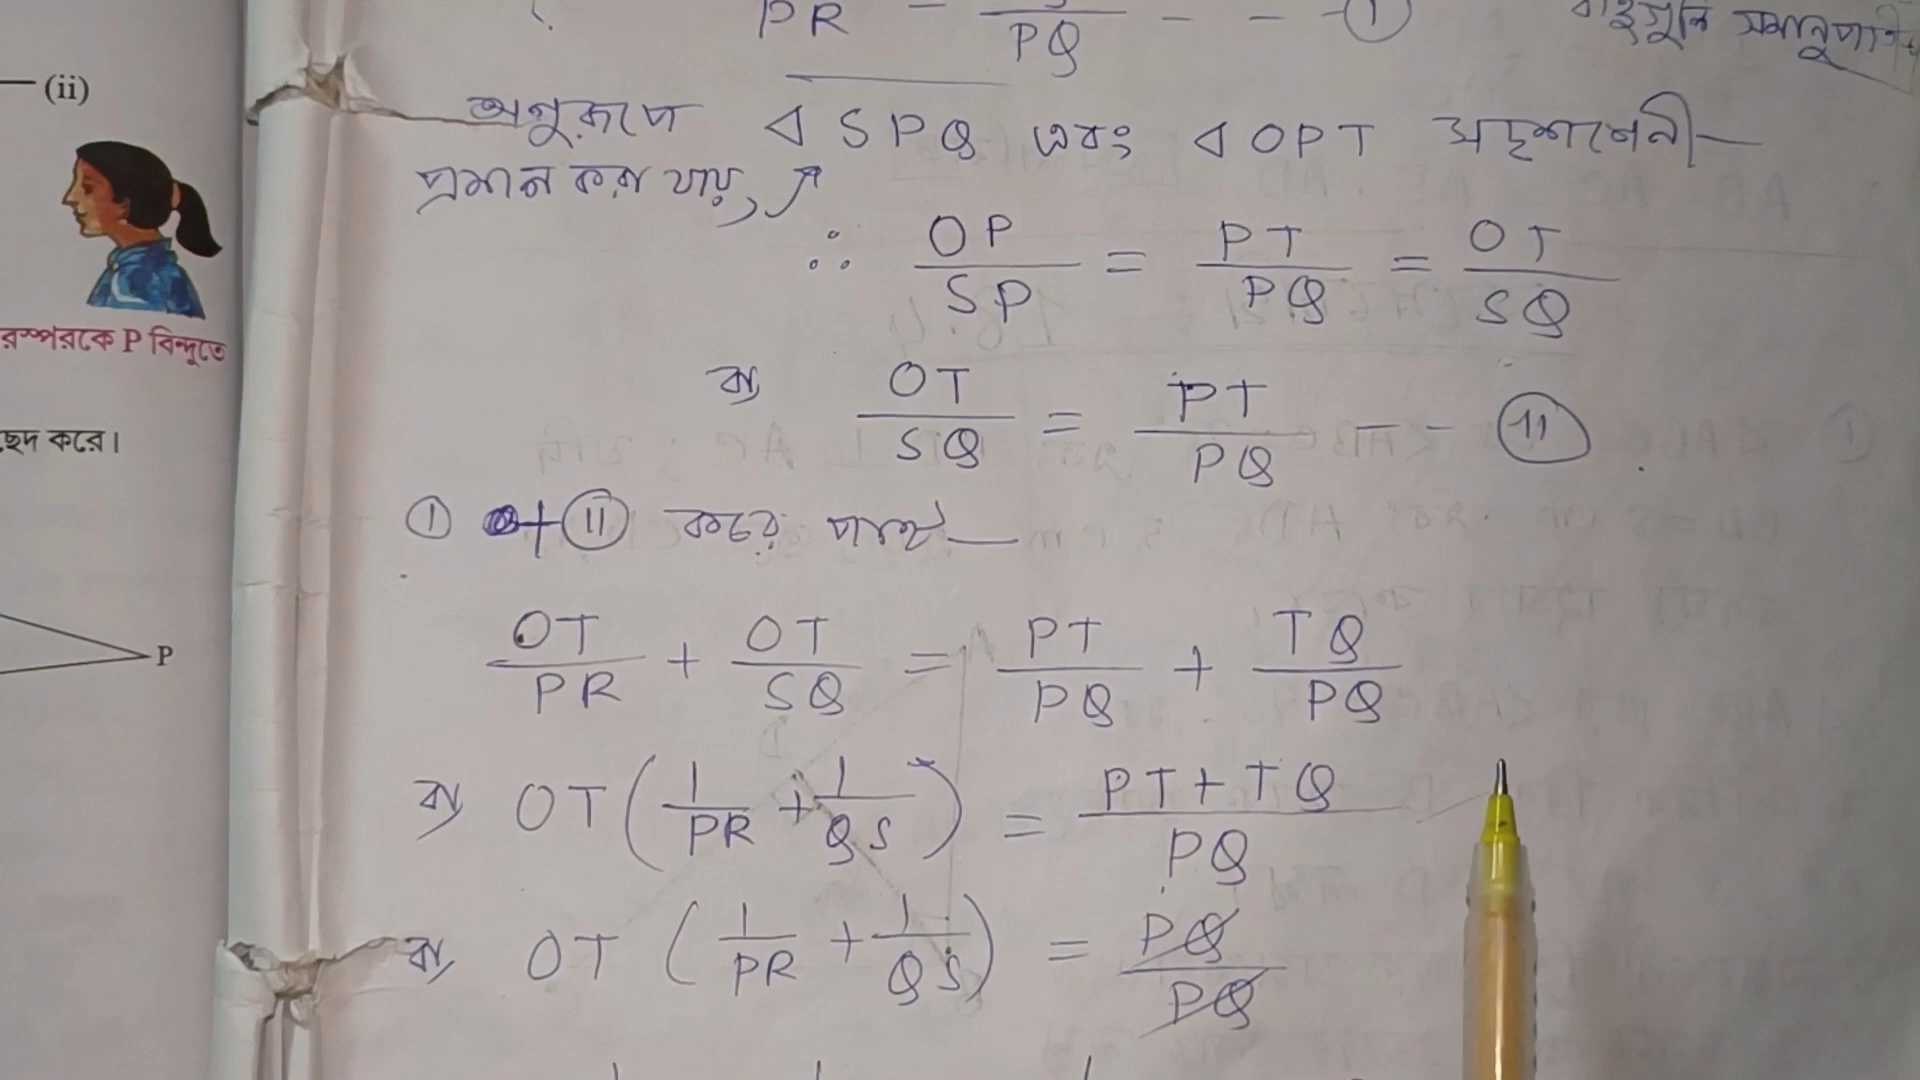 PR = PQ - - - ①
— (ii)
অনুরূপে ∆ SPQ এবং ∆ OPT সদৃশকোনী—
প্রমান করা যায়,
∴ OP/SP = PT/PQ = OT/SQ
রস্পরকে P বিন্দুতে
বা, OT/SQ = PT/PQ - - (II)
ছেদ করে।
① + (II) করে পাই—
OT/PR + OT/SQ = PT/PQ + TQ/PQ
P
বা, OT (1/PR + 1/QS) = PT+TQ/PQ
বা, OT (1/PR + 1/QS) = PQ/PQ